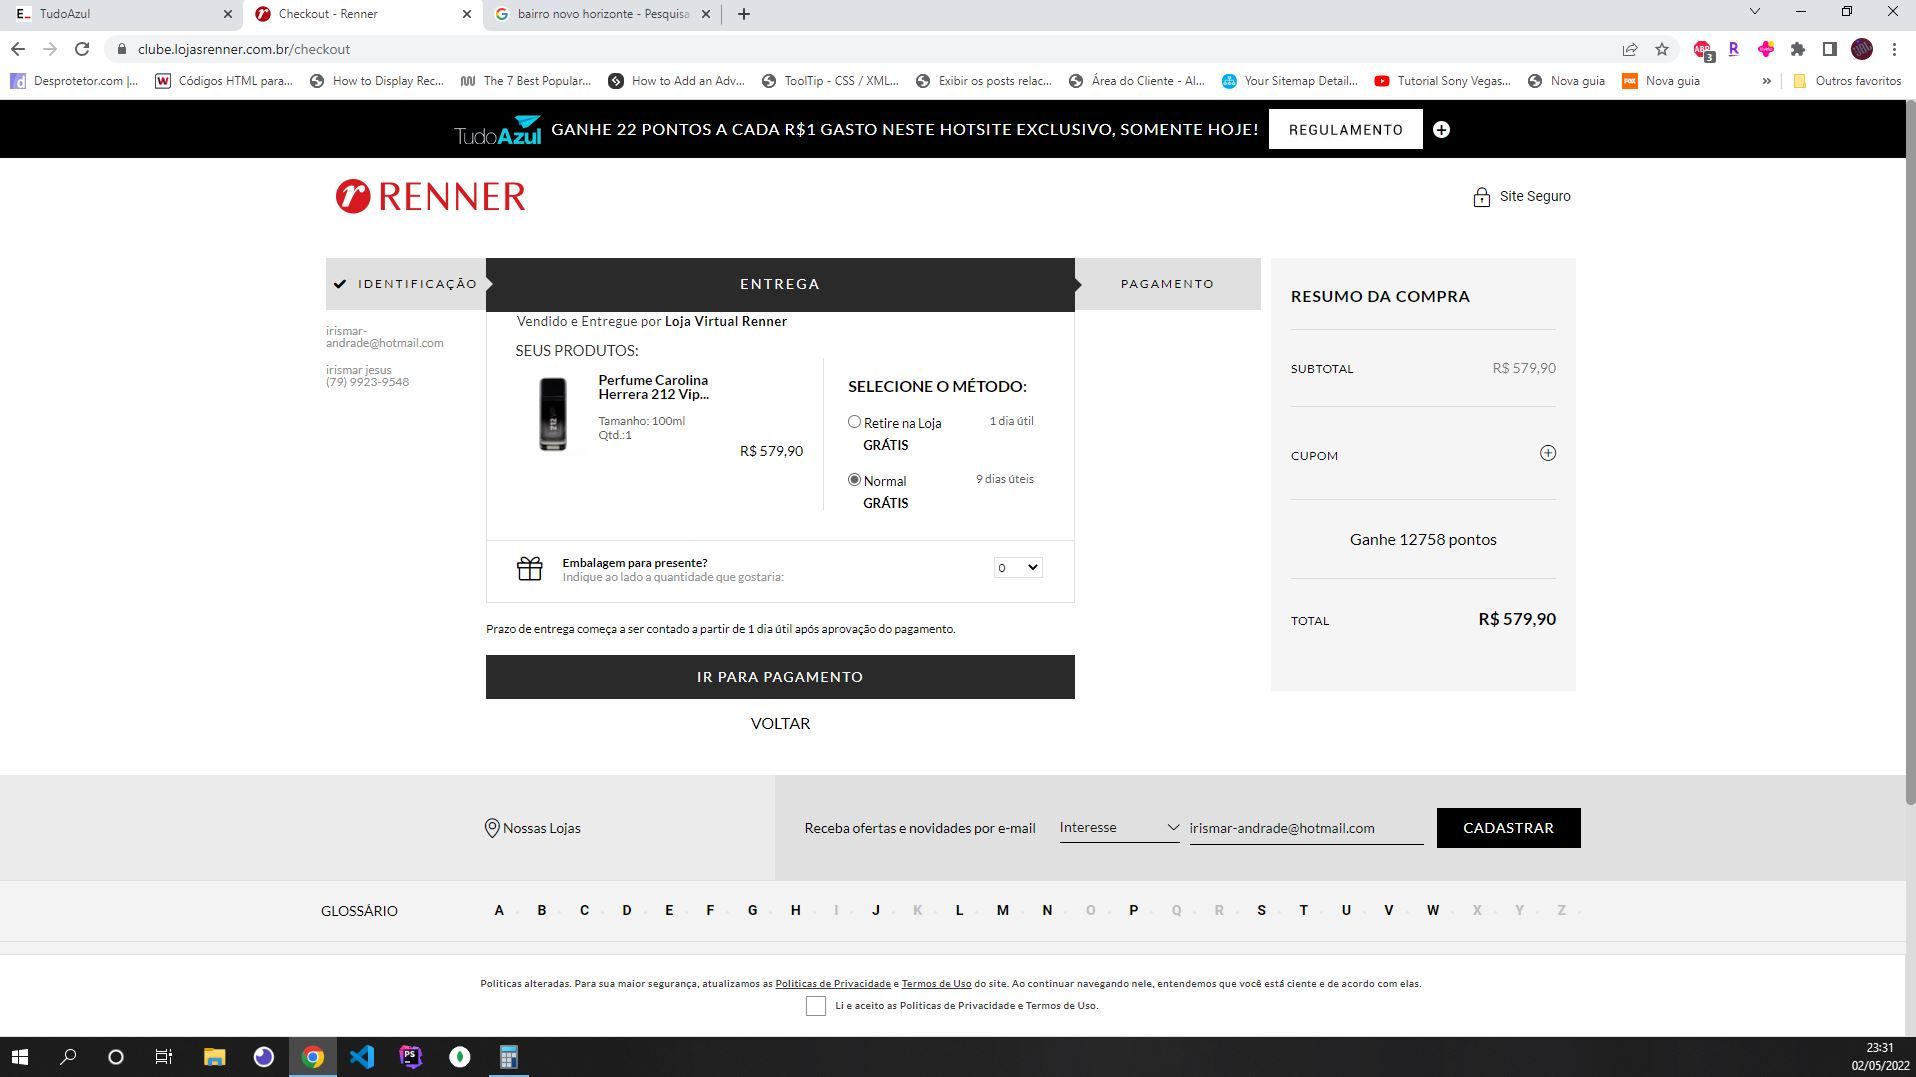 TudoAzul
Checkout - Renner
bairro novo horizonte - Pesquisa
clube.lojasrenner.com.br/checkout
ABP
3
R
Desprotetor.com |...
Códigos HTML para...
How to Display Rec...
The 7 Best Popular...
How to Add an Adv...
ToolTip - CSS / XML...
Exibir os posts relac...
Área do Cliente - Al...
Your Sitemap Detail...
Tutorial Sony Vegas...
Nova guia
Nova guia
»
Outros favoritos
TudoAzul GANHE 22 PONTOS A CADA R$1 GASTO NESTE HOTSITE EXCLUSIVO, SOMENTE HOJE! REGULAMENTO
r RENNER
Site Seguro
IDENTIFICAÇÃO
ENTREGA
PAGAMENTO
irismar-
andrade@hotmail.com
irismar jesus
(79) 9923-9548
Vendido e Entregue por Loja Virtual Renner
SEUS PRODUTOS:
212
Perfume Carolina
Herrera 212 Vip...
Tamanho: 100ml
Qtd.:1
R$ 579,90
SELECIONE O MÉTODO:
Retire na Loja 1 dia útil
GRÁTIS
Normal 9 dias úteis
GRÁTIS
Embalagem para presente?
Indique ao lado a quantidade que gostaria:
0
Prazo de entrega começa a ser contado a partir de 1 dia útil após aprovação do pagamento.
IR PARA PAGAMENTO
VOLTAR
RESUMO DA COMPRA
SUBTOTAL R$ 579,90
CUPOM
Ganhe 12758 pontos
TOTAL R$ 579,90
Nossas Lojas
Receba ofertas e novidades por e-mail
Interesse
irismar-andrade@hotmail.com
CADASTRAR
GLOSSÁRIO A B C D E F G H I J K L M N O P Q R S T U V W X Y Z
Politicas alteradas. Para sua maior segurança, atualizamos as Politicas de Privacidade e Termos de Uso do site. Ao continuar navegando nele, entendemos que você está ciente e de acordo com elas.
Li e aceito as Politicas de Privacidade e Termos de Uso.
PS
23:31
02/05/2022